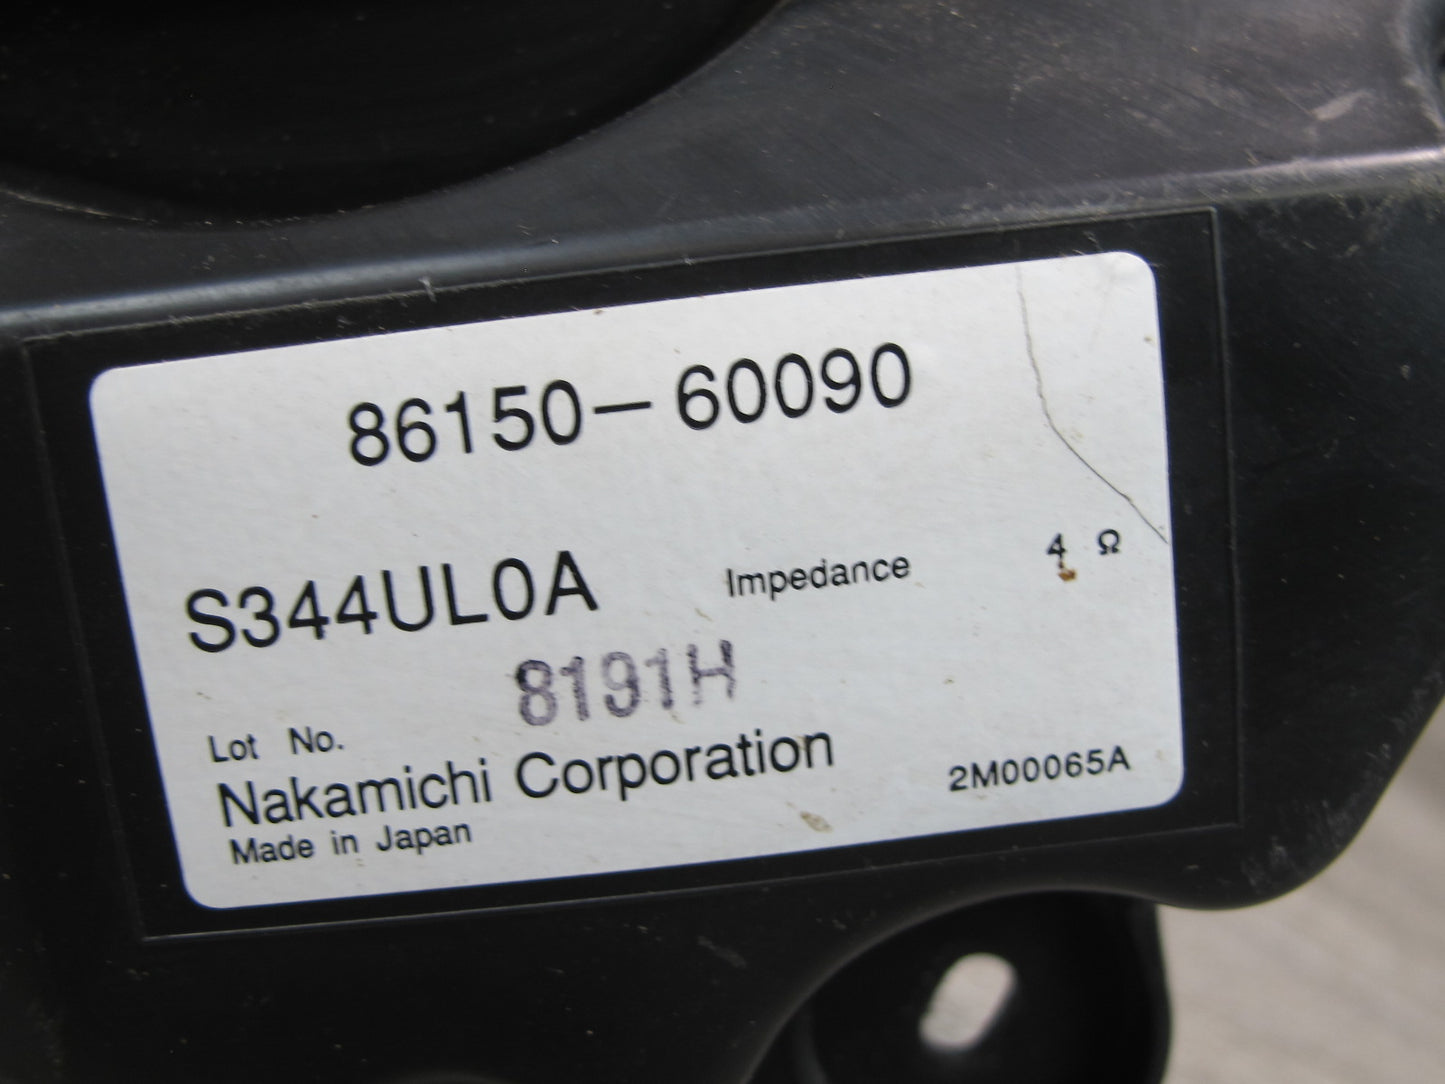 86150-60090
S344UL0A Impedance 4 Ω
8191H
Lot No.
Nakamichi Corporation 2M00065A
Made in Japan